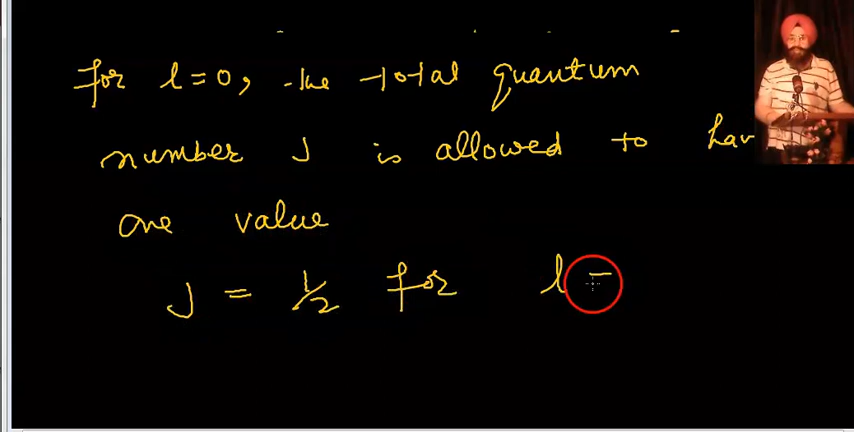 for l=0, the total quantum
number J is allowed to hav
one value
J = 1/2 for l =